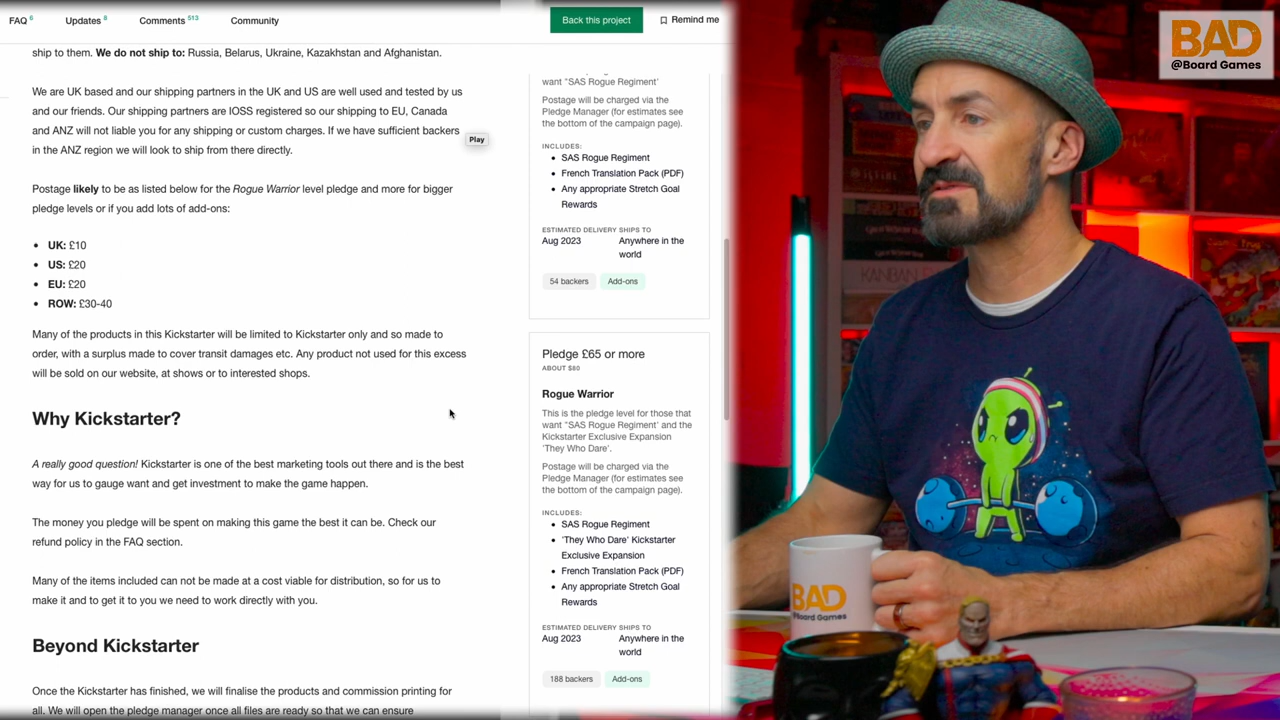 FAQ 6
Updates 8
Comments 513
Community
Back this project
Remind me
ship to them. We do not ship to: Russia, Belarus, Ukraine, Kazakhstan and Afghanistan.
We are UK based and our shipping partners in the UK and US are well used and tested by us
and our friends. Our shipping partners are IOSS registered so our shipping to EU, Canada
and ANZ will not liable you for any shipping or custom charges. If we have sufficient backers
in the ANZ region we will look to ship from there directly.
Play
Postage likely to be as listed below for the Rogue Warrior level pledge and more for bigger
pledge levels or if you add lots of add-ons:
• UK: £10
• US: £20
• EU: £20
• ROW: £30-40
Many of the products in this Kickstarter will be limited to Kickstarter only and so made to
order, with a surplus made to cover transit damages etc. Any product not used for this excess
will be sold on our website, at shows or to interested shops.
Why Kickstarter?
A really good question! Kickstarter is one of the best marketing tools out there and is the best
way for us to gauge want and get investment to make the game happen.
The money you pledge will be spent on making this game the best it can be. Check our
refund policy in the FAQ section.
Many of the items included can not be made at a cost viable for distribution, so for us to
make it and to get it to you we need to work directly with you.
Beyond Kickstarter
Once the Kickstarter has finished, we will finalise the products and commission printing for
all. We will open the pledge manager once all files are ready so that we can ensure
want "SAS Rogue Regiment'
Postage will be charged via the
Pledge Manager (for estimates see
the bottom of the campaign page).
INCLUDES:
• SAS Rogue Regiment
• French Translation Pack (PDF)
• Any appropriate Stretch Goal
Rewards
ESTIMATED DELIVERY SHIPS TO
Aug 2023 Anywhere in the
world
54 backers Add-ons
Pledge £65 or more
ABOUT $80
Rogue Warrior
This is the pledge level for those that
want "SAS Rogue Regiment' and the
Kickstarter Exclusive Expansion
'They Who Dare'.
Postage will be charged via the
Pledge Manager (for estimates see
the bottom of the campaign page).
INCLUDES:
• SAS Rogue Regiment
• 'They Who Dare' Kickstarter
Exclusive Expansion
• French Translation Pack (PDF)
• Any appropriate Stretch Goal
Rewards
ESTIMATED DELIVERY SHIPS TO
Aug 2023 Anywhere in the
world
188 backers Add-ons
BAD
@Board Games
KANBAN
BAD
@Board Games